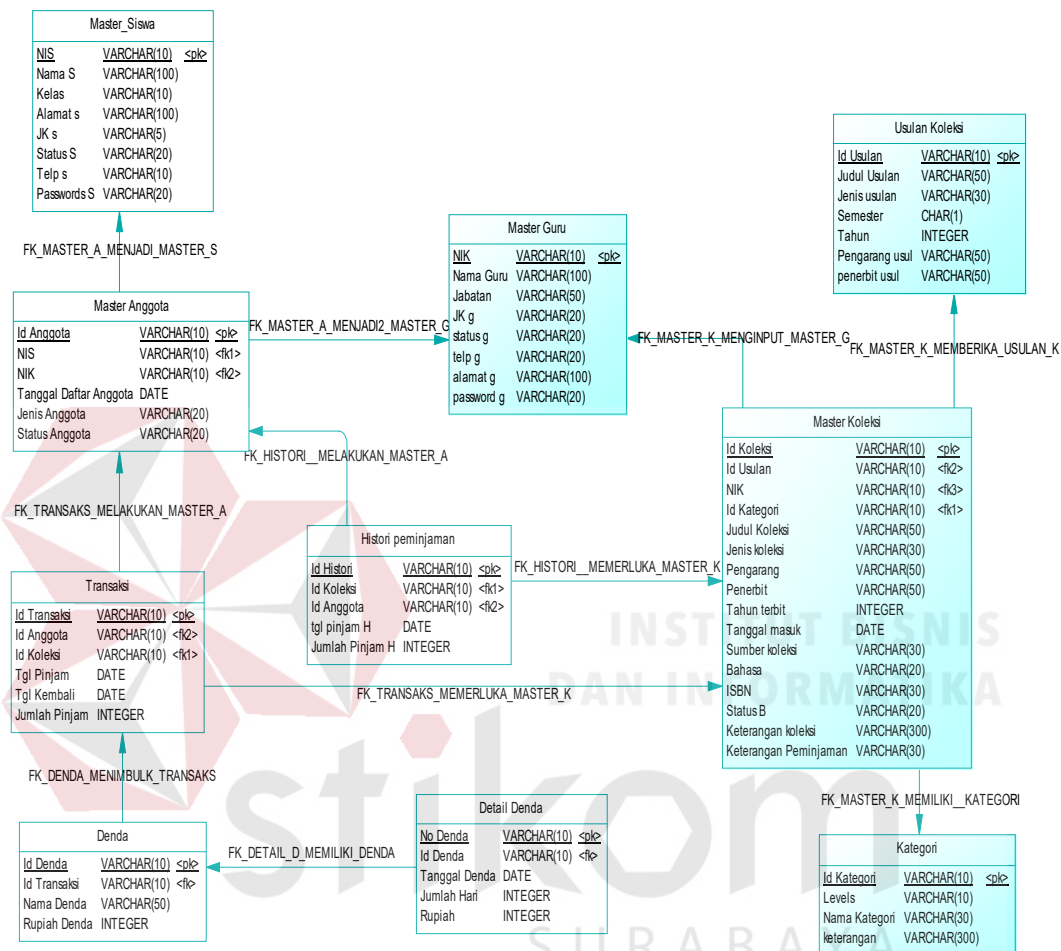 Master_Siswa
NIS VARCHAR(10) <pk>
Nama S VARCHAR(100)
Kelas VARCHAR(10)
Alamat s VARCHAR(100)
JK s VARCHAR(5)
Status S VARCHAR(20)
Telp s VARCHAR(10)
Passwords S VARCHAR(20)
FK_MASTER_A_MENJADI_MASTER_S
Usulan Koleksi
Id Usulan VARCHAR(10) <pk>
Judul Usulan VARCHAR(50)
Jenis usulan VARCHAR(30)
Semester CHAR(1)
Tahun INTEGER
Pengarang usul VARCHAR(50)
penerbit usul VARCHAR(50)
Master Guru
NIK VARCHAR(10) <pk>
Nama Guru VARCHAR(100)
Jabatan VARCHAR(50)
JK g VARCHAR(20)
status g VARCHAR(20)
telp g VARCHAR(20)
alamat g VARCHAR(100)
password g VARCHAR(20)
Master Anggota
Id Anggota VARCHAR(10) <pk>
NIS VARCHAR(10) <fk1>
NIK VARCHAR(10) <fk2>
Tanggal Daftar Anggota DATE
Jenis Anggota VARCHAR(20)
Status Anggota VARCHAR(20)
FK_MASTER_A_MENJADI2_MASTER_G
FK_MASTER_K_MENGINPUT_MASTER_G
FK_MASTER_K_MEMBERIKA_USULAN_K
Master Koleksi
Id Koleksi VARCHAR(10) <pk>
Id Usulan VARCHAR(10) <fk2>
NIK VARCHAR(10) <fk3>
Id Kategori VARCHAR(10) <fk1>
Judul Koleksi VARCHAR(50)
Jenis koleksi VARCHAR(30)
Pengarang VARCHAR(50)
Penerbit VARCHAR(50)
Tahun terbit INTEGER
Tanggal masuk DATE
Sumber koleksi VARCHAR(30)
Bahasa VARCHAR(20)
ISBN VARCHAR(30)
Status B VARCHAR(20)
Keterangan koleksi VARCHAR(300)
Keterangan Peminjaman VARCHAR(30)
FK_HISTORI__MELAKUKAN_MASTER_A
FK_TRANSAKS_MELAKUKAN_MASTER_A
Histori peminjaman
Id Histori VARCHAR(10) <pk>
Id Koleksi VARCHAR(10) <fk1>
Id Anggota VARCHAR(10) <fk2>
tgl pinjam H DATE
Jumlah Pinjam H INTEGER
FK_HISTORI__MEMERLUKA_MASTER_K
Transaksi
Id Transaksi VARCHAR(10) <pk>
Id Anggota VARCHAR(10) <fk2>
Id Koleksi VARCHAR(10) <fk1>
Tgl Pinjam DATE
Tgl Kembali DATE
Jumlah Pinjam INTEGER
FK_TRANSAKS_MEMERLUKA_MASTER_K
INSTITUT BISNIS
DAN INFORMATIKA
stikom
SURABAYA
FK_DENDA_MENIMBULK_TRANSAKS
Denda
Id Denda VARCHAR(10) <pk>
Id Transaksi VARCHAR(10) <fk>
Nama Denda VARCHAR(50)
Rupiah Denda INTEGER
FK_DETAIL_D_MEMILIKI_DENDA
Detail Denda
No Denda VARCHAR(10) <pk>
Id Denda VARCHAR(10) <fk>
Tanggal Denda DATE
Jumlah Hari INTEGER
Rupiah INTEGER
FK_MASTER_K_MEMILIKI__KATEGORI
Kategori
Id Kategori VARCHAR(10) <pk>
Levels VARCHAR(10)
Nama Kategori VARCHAR(30)
keterangan VARCHAR(300)